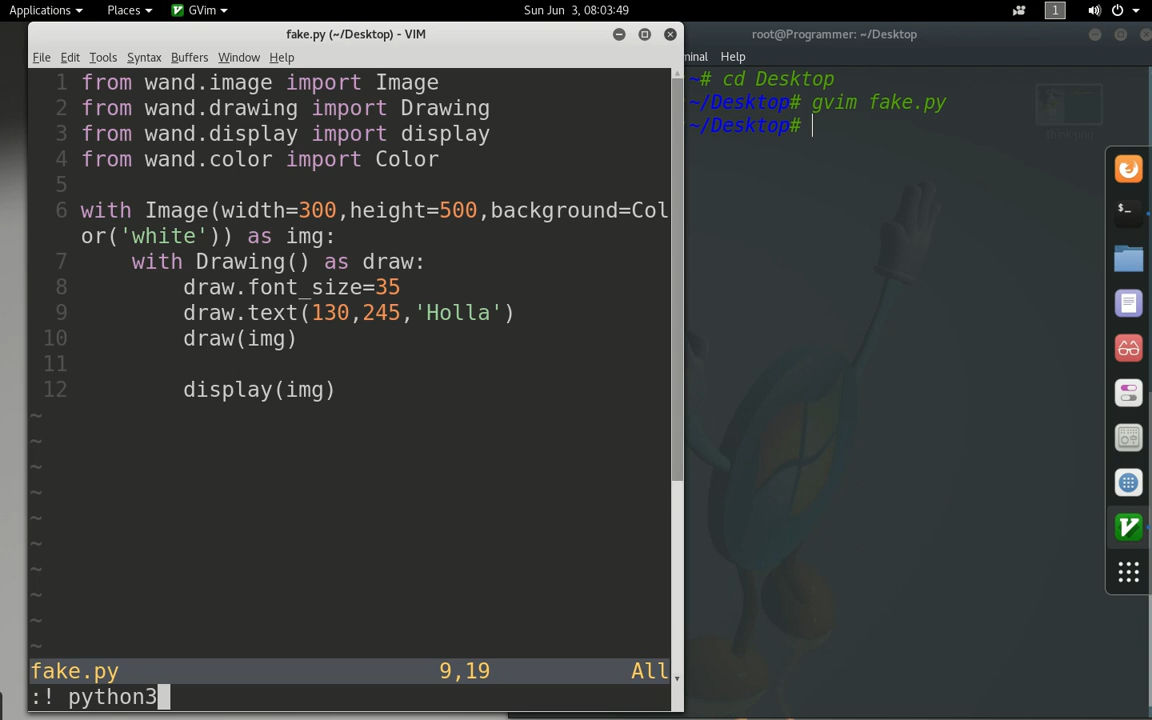 Applications Places GVim Sun Jun 3, 08:03:49 1
fake.py (~/Desktop) - VIM
File Edit Tools Syntax Buffers Window Help
1 from wand.image import Image
2 from wand.drawing import Drawing
3 from wand.display import display
4 from wand.color import Color
5
6 with Image(width=300,height=500,background=Col
or('white')) as img:
7 with Drawing() as draw:
8 draw.font_size=35
9 draw.text(130,245,'Holla')
10 draw(img)
11
12 display(img)
~
~
~
~
~
~
~
~
~
~
fake.py 9,19 All
:! python3
root@Programmer: ~/Desktop
minal Help
~# cd Desktop
~/Desktop# gvim fake.py
~/Desktop#
$_